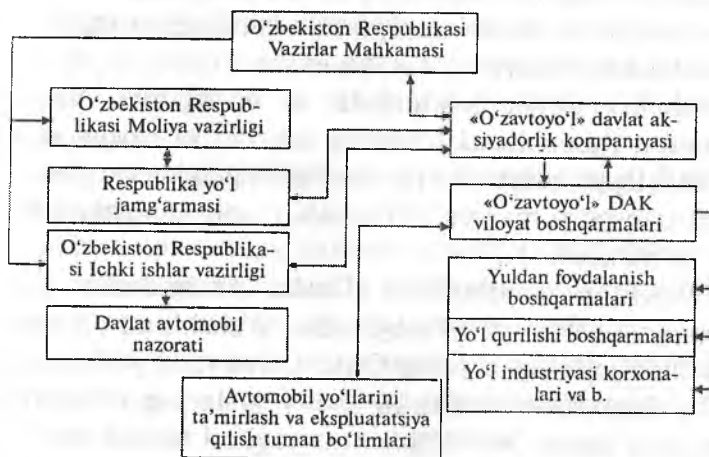 O‘zbekiston Respublikasi
Vazirlar Mahkamasi
O‘zbekiston Respub-
likasi Moliya vazirligi
«O‘zavtoyo‘l» davlat ak-
siyadorlik kompaniyasi
Respublika yo‘l
jamg‘armasi
«O‘zavtoyo‘l» DAK
viloyat boshqarmalari
O‘zbekiston Respublika-
si Ichki ishlar vazirligi
Yuldan foydalanish
boshqarmalari
Davlat avtomobil
nazorati
Yo‘l qurilishi boshqarmalari
Yo‘l industriyasi korxona-
lari va b.
Avtomobil yo‘llarini
ta’mirlash va ekspluatatsiya
qilish tuman bo‘limlari